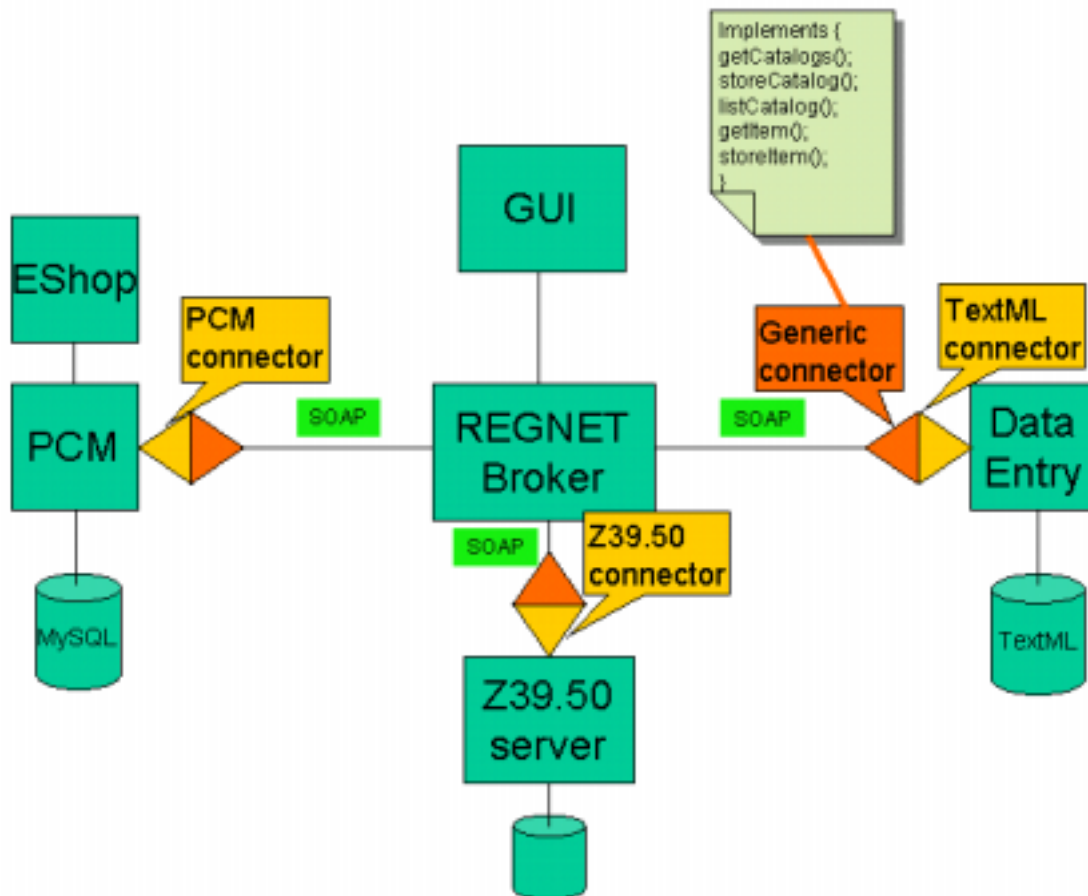 Implements {
getCatalogs();
storeCatalog();
listCatalog();
getItem();
storeItem();
}
GUI
EShop
PCM
connector
Generic
connector
TextML
connector
PCM
SOAP
REGNET
Broker
SOAP
Data
Entry
SOAP
Z39.50
connector
MySQL
TextML
Z39.50
server